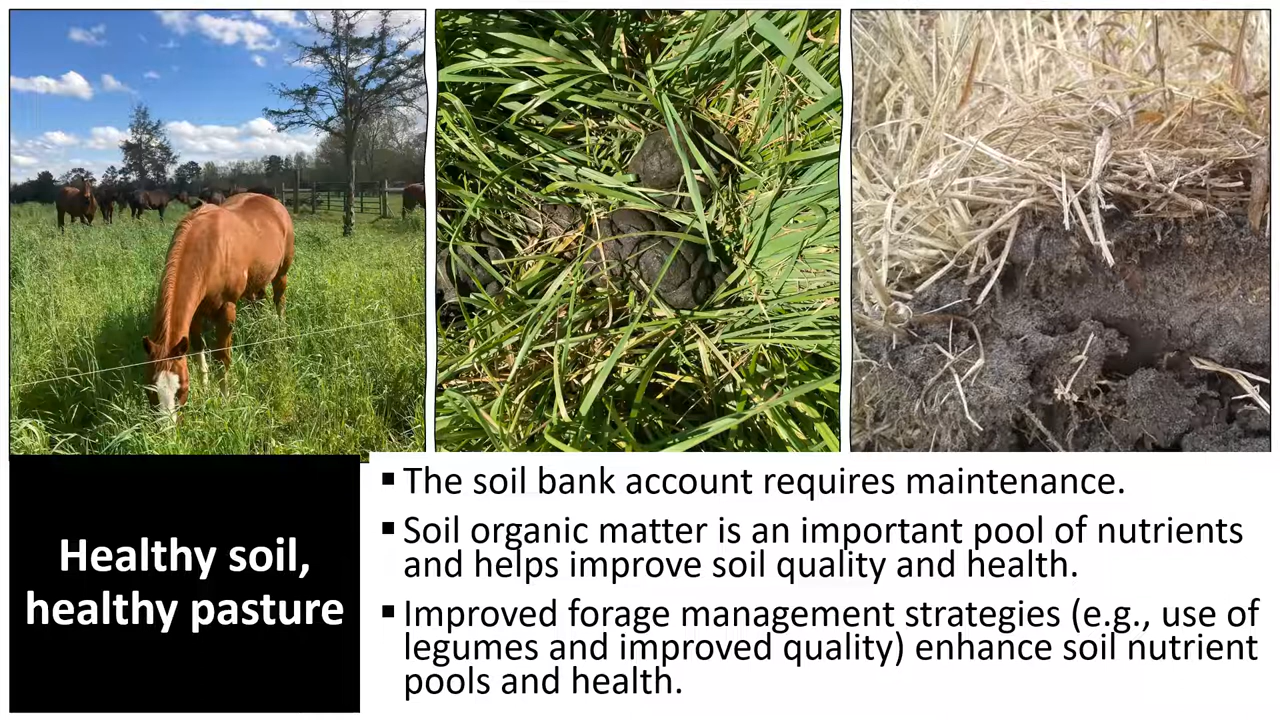 Healthy soil,
healthy pasture
▪ The soil bank account requires maintenance.
▪ Soil organic matter is an important pool of nutrients
and helps improve soil quality and health.
▪ Improved forage management strategies (e.g., use of
legumes and improved quality) enhance soil nutrient
pools and health.